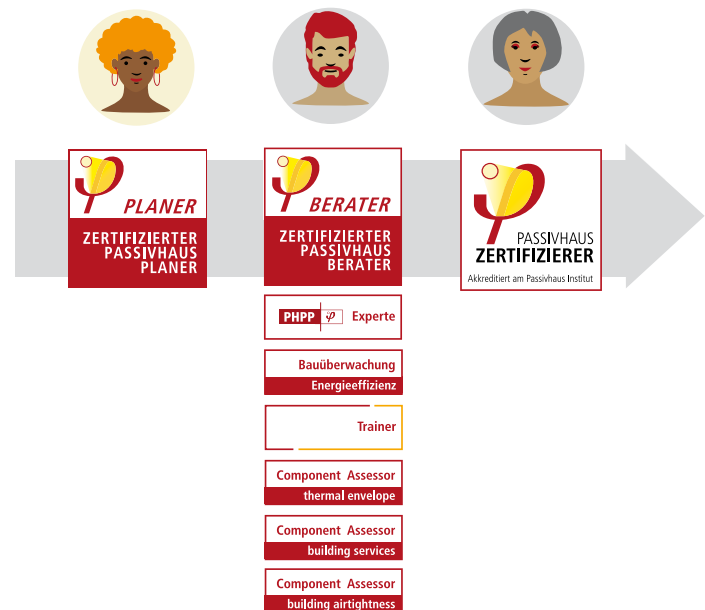 PLANER
ZERTIFIZIERTER
PASSIVHAUS
PLANER
BERATER
ZERTIFIZIERTER
PASSIVHAUS
BERATER
PASSIVHAUS
ZERTIFIZIERER
Akkreditiert am Passivhaus Institut
PHPP φ Experte
Bauüberwachung
Energieeffizienz
Trainer
Component Assessor
thermal envelope
Component Assessor
building services
Component Assessor
building airtightness